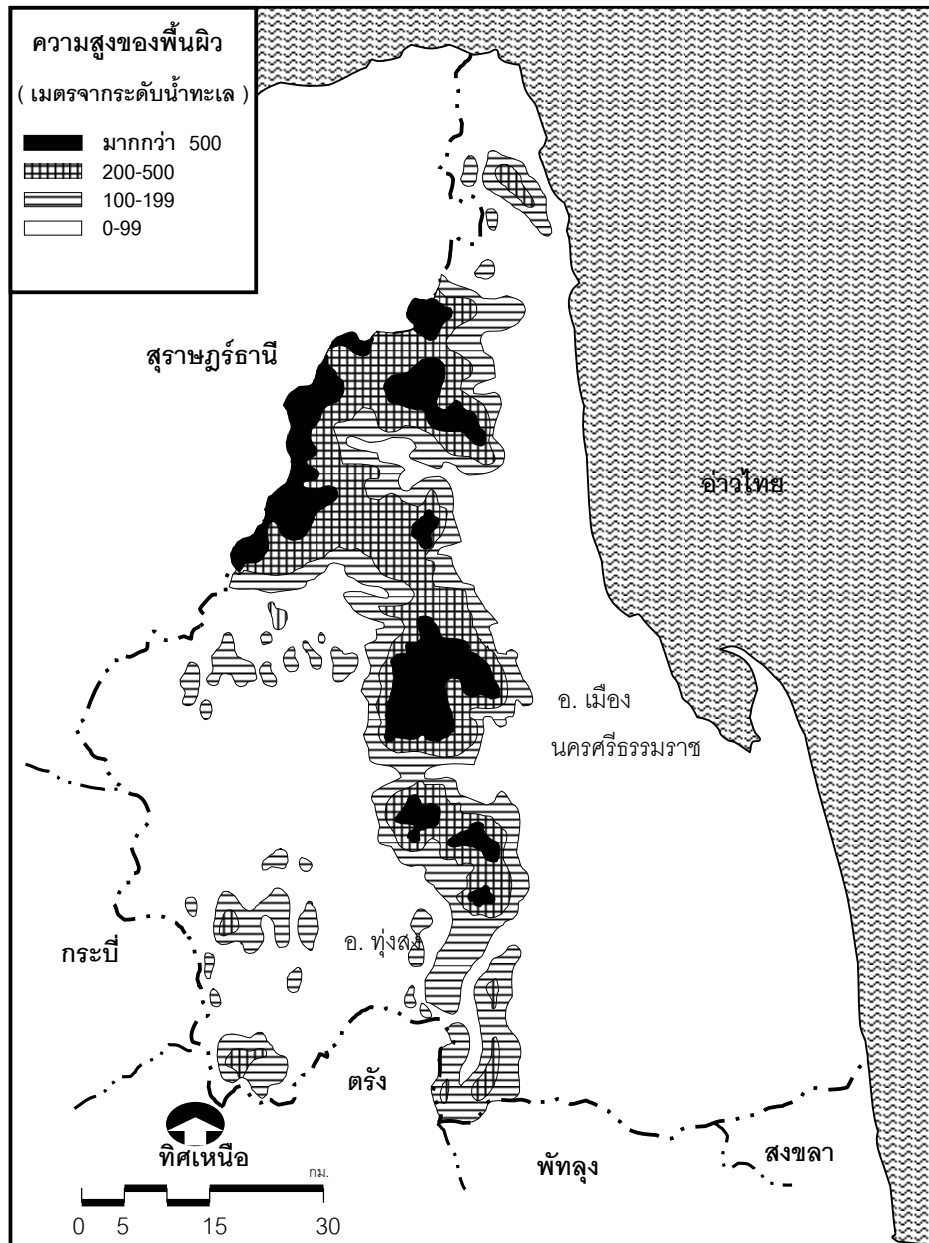 ความสูงของพื้นผิว
( เมตรจากระดับน้ำทะเล )
มากกว่า 500
200-500
100-199
0-99
สุราษฎร์ธานี
อ่าวไทย
อ. เมือง
นครศรีธรรมราช
อ. ทุ่งสง
กระบี่
ตรัง
ทิศเหนือ
พัทลุง
สงขลา
กม.
0 5 15 30